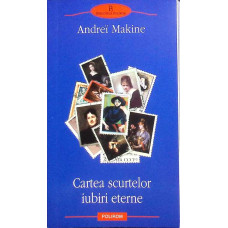 Andreï Makine
Cartea scurtelor
iubiri eterne
POLIROM